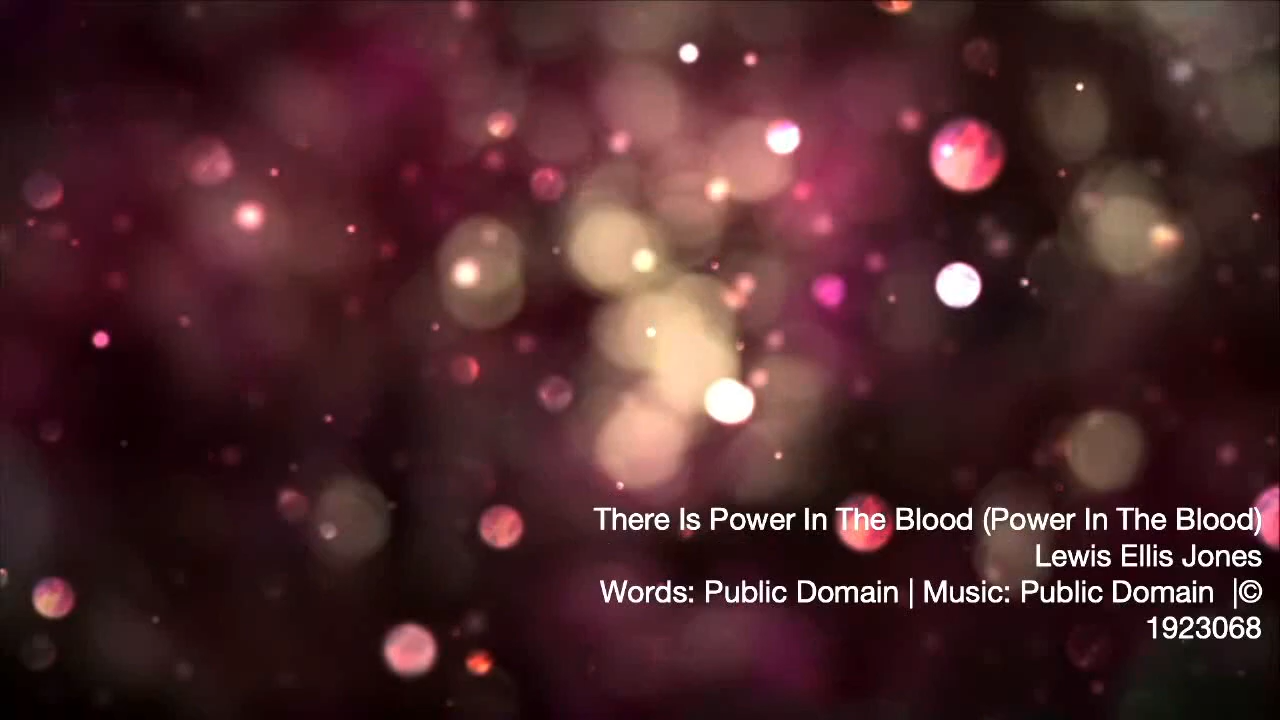 There Is Power In The Blood (Power In The Blood)
Lewis Ellis Jones
Words: Public Domain | Music: Public Domain  |©
1923068